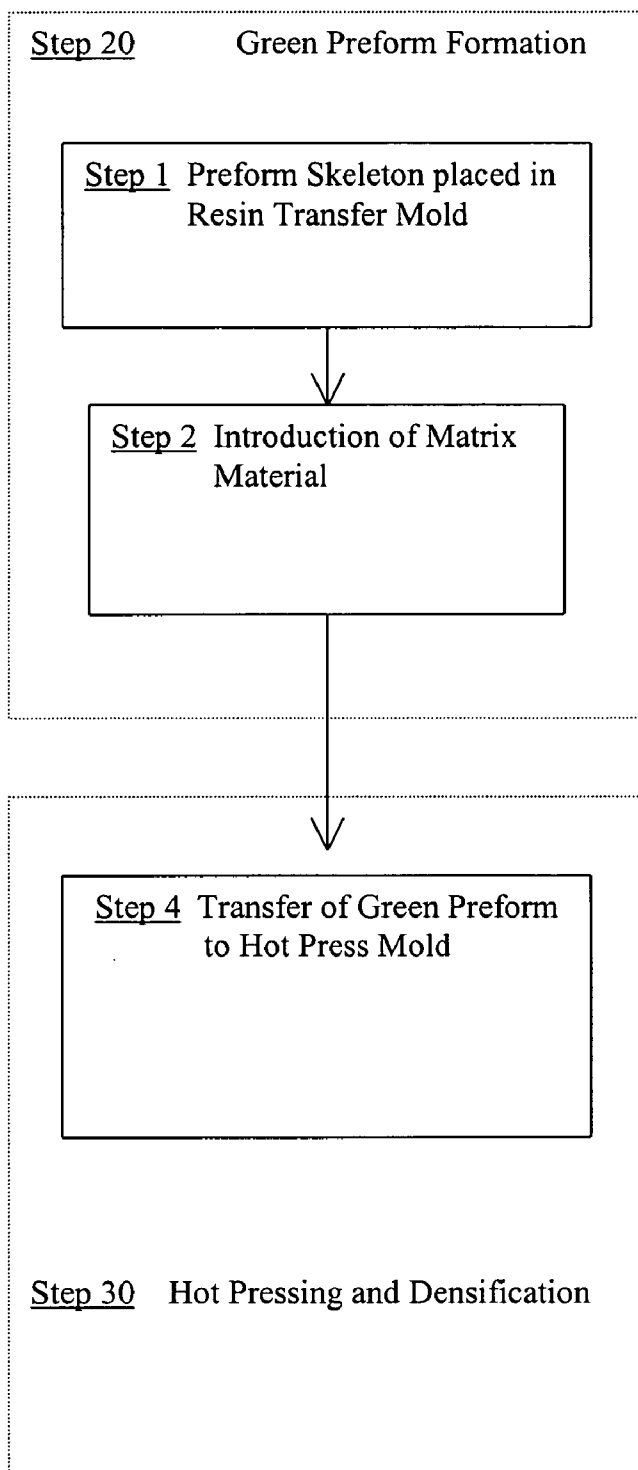 Step 20 Green Preform Formation
Step 1 Preform Skeleton placed in
Resin Transfer Mold
Step 2 Introduction of Matrix
Material
Step 4 Transfer of Green Preform
to Hot Press Mold
Step 30 Hot Pressing and Densification